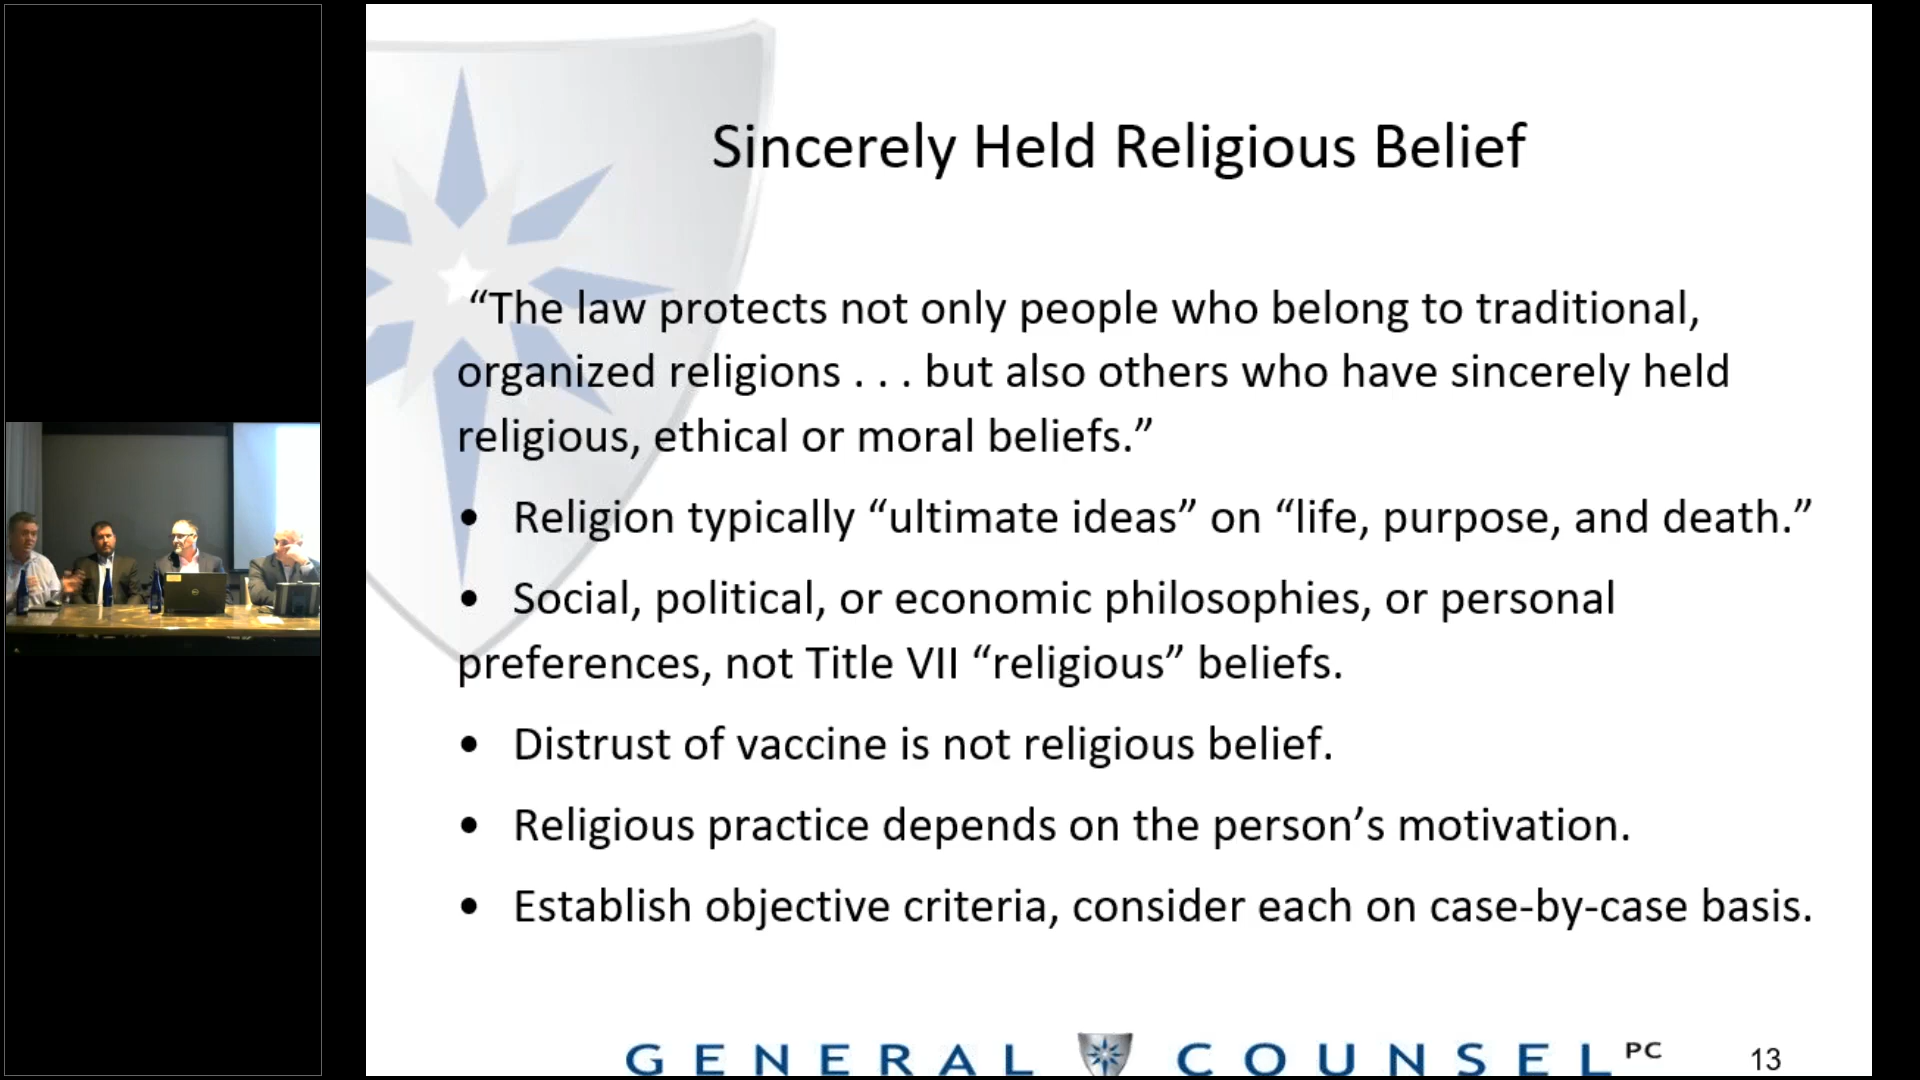 Sincerely Held Religious Belief
“The law protects not only people who belong to traditional,
organized religions . . . but also others who have sincerely held
religious, ethical or moral beliefs.”
• Religion typically “ultimate ideas” on “life, purpose, and death.”
• Social, political, or economic philosophies, or personal
preferences, not Title VII “religious” beliefs.
• Distrust of vaccine is not religious belief.
• Religious practice depends on the person’s motivation.
• Establish objective criteria, consider each on case-by-case basis.
GENERAL COUNSEL PC
13